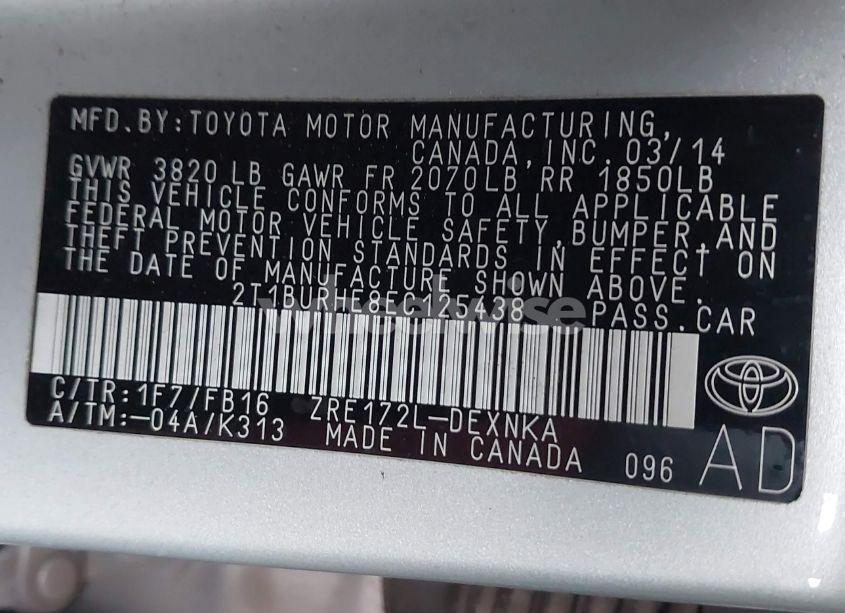 MFD.BY:TOYOTA MOTOR MANUFACTURING,
CANADA,INC. 03/14
GVWR 3820 LB GAWR FR 2070LB RR 1850LB
THIS VEHICLE CONFORMS TO ALL APPLICABLE
FEDERAL MOTOR VEHICLE SAFETY,BUMPER,AND
THEFT PREVENTION STANDARDS IN EFFECT ON
THE DATE OF MANUFACTURE SHOWN ABOVE.
2T1BURHE8EC125438 PASS.CAR
wheelwise
C/TR:1F7/FB16 ZRE172L-DEXNKA
A/TM:-04A/K313 MADE IN CANADA 096 AD